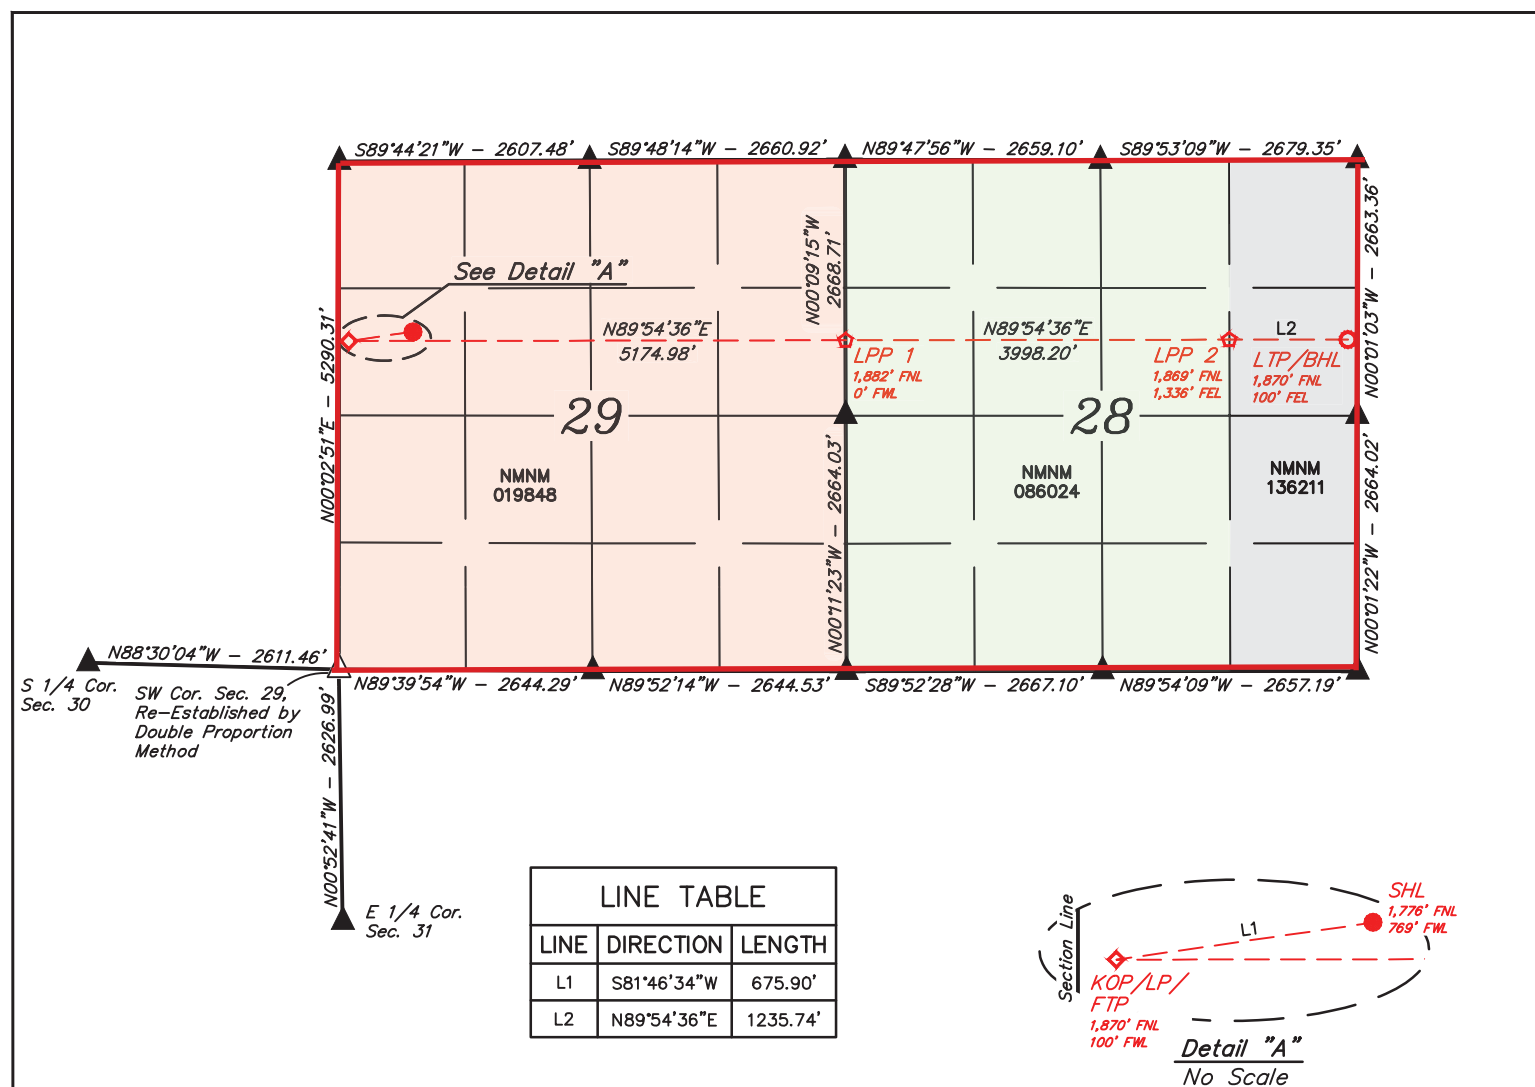 S89°44'21"W - 2607.48'
S89°48'14"W - 2660.92'
N89°47'56"W - 2659.10'
S89°53'09"W - 2679.35'
N00°09'15"W
2668.71'
N00°01'03"W - 2663.36'
See Detail "A"
N00°02'51"E - 5290.31'
N89°54'36"E
5174.98'
N89°54'36"E
3998.20'
L2
LPP 1
1,882' FNL
0' FWL
LPP 2
1,869' FNL
1,336' FEL
LTP/BHL
1,870' FNL
100' FEL
29
28
NMNM
019848
NMNM
086024
NMNM
136211
N00°11'23"W - 2664.03'
N00°01'22"W - 2664.02'
N88°30'04"W - 2611.46'
N89°39'54"W - 2644.29'
N89°52'14"W - 2644.53'
S89°52'28"W - 2667.10'
N89°54'09"W - 2657.19'
S 1/4 Cor.
Sec. 30
SW Cor. Sec. 29,
Re-Established by
Double Proportion
Method
N00°52'41"W - 2626.99'
E 1/4 Cor.
Sec. 31
LINE TABLE
LINE DIRECTION LENGTH
L1 S81°46'34"W 675.90'
L2 N89°54'36"E 1235.74'
Section Line
L1
SHL
1,776' FNL
769' FWL
KOP/LP/
FTP
1,870' FNL
100' FWL
Detail "A"
No Scale